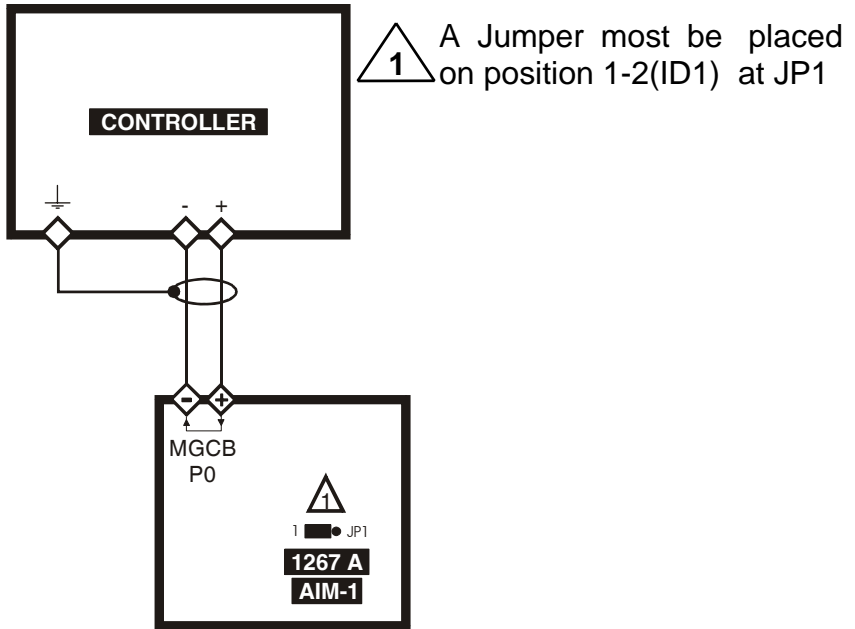 1
A Jumper most be placed
on position 1-2(ID1) at JP1
CONTROLLER
- +
- +
MGCB
P0
1
1 JP1
1267 A
AIM-1